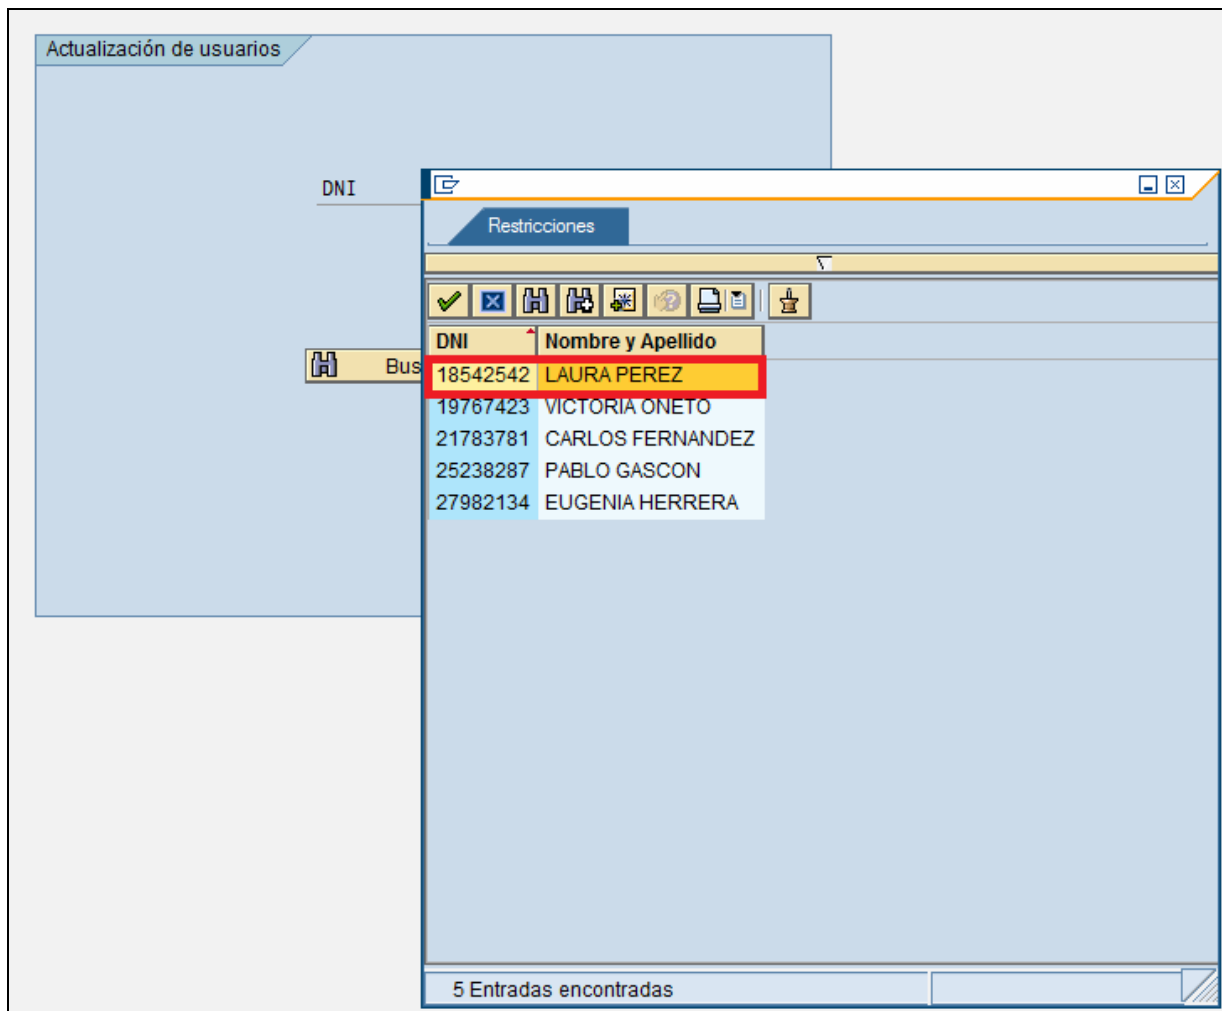 Actualización de usuarios
DNI
Restricciones
DNI Nombre y Apellido
Bus
18542542 LAURA PEREZ
19767423 VICTORIA ONETO
21783781 CARLOS FERNANDEZ
25238287 PABLO GASCON
27982134 EUGENIA HERRERA
5 Entradas encontradas